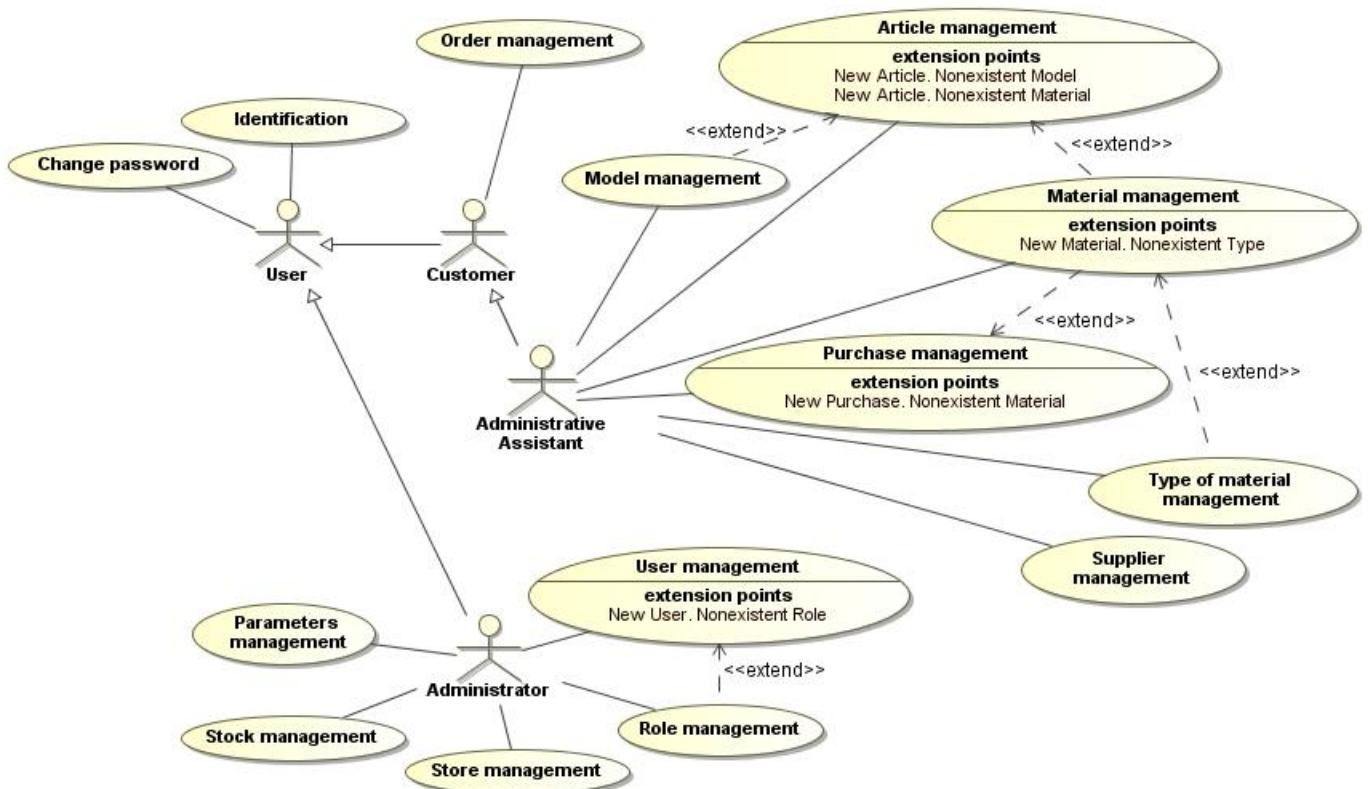 Article management
extension points
New Article. Nonexistent Model
New Article. Nonexistent Material
Order management
Identification
Change password
<<extend>>
<<extend>>
Model management
Material management
extension points
New Material. Nonexistent Type
User
Customer
<<extend>>
Purchase management
extension points
New Purchase. Nonexistent Material
<<extend>>
Administrative
Assistant
Type of material
management
Supplier
management
User management
extension points
New User. Nonexistent Role
Parameters
management
<<extend>>
Administrator
Stock management
Role management
Store management